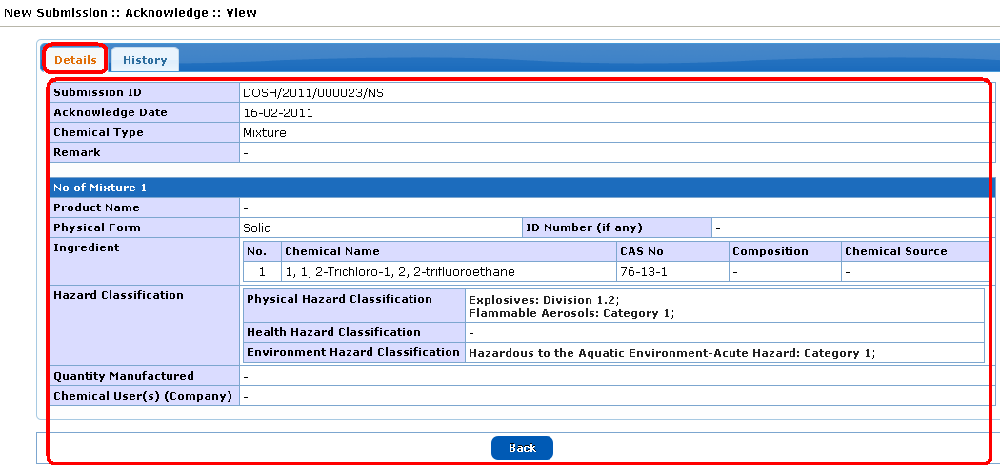 New Submission :: Acknowledge :: View
Details History
Submission ID DOSH/2011/000023/NS
Acknowledge Date 16-02-2011
Chemical Type Mixture
Remark -
No of Mixture 1
Product Name -
Physical Form Solid ID Number (if any) -
Ingredient No. Chemical Name CAS No Composition Chemical Source
1 1, 1, 2-Trichloro-1, 2, 2-trifluoroethane 76-13-1 - -
Hazard Classification Physical Hazard Classification Explosives: Division 1.2;
Flammable Aerosols: Category 1;
Health Hazard Classification -
Environment Hazard Classification Hazardous to the Aquatic Environment-Acute Hazard: Category 1;
Quantity Manufactured -
Chemical User(s) (Company) -
Back